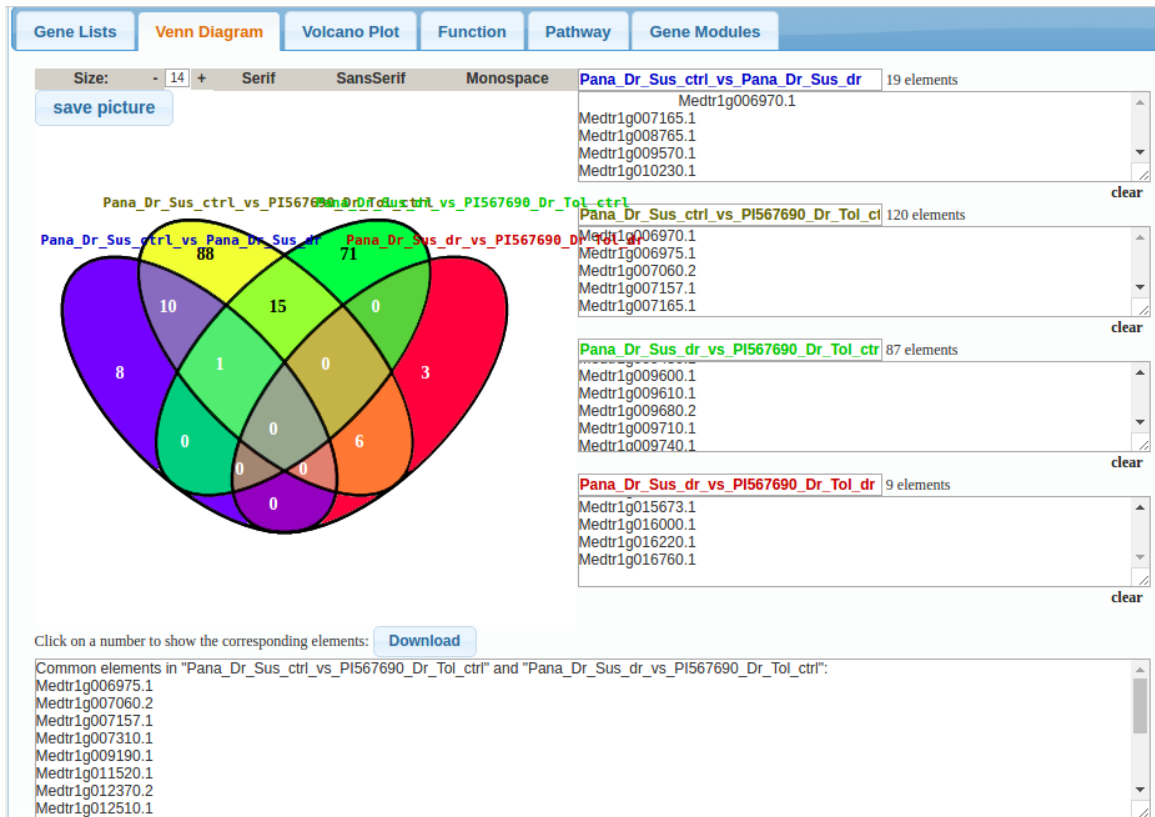 Gene Lists Venn Diagram Volcano Plot Function Pathway Gene Modules
Size: - 14 + Serif SansSerif Monospace
save picture
Pana_Dr_Sus_ctrl_vs_Pana_Dr_Sus_dr 19 elements
Medtr1g006970.1
Medtr1g007165.1
Medtr1g008765.1
Medtr1g009570.1
Medtr1g010230.1
clear
Pana_Dr_Sus_ctrl_vs_PI567690_Dr_Tol_ct 120 elements
Medtr1g006970.1
Medtr1g006975.1
Medtr1g007060.2
Medtr1g007157.1
Medtr1g007165.1
clear
Pana_Dr_Sus_dr_vs_PI567690_Dr_Tol_ctr 87 elements
Medtr1g009600.1
Medtr1g009610.1
Medtr1g009680.2
Medtr1g009710.1
Medtr1g009740.1
clear
Pana_Dr_Sus_dr_vs_PI567690_Dr_Tol_dr 9 elements
Medtr1g015673.1
Medtr1g016000.1
Medtr1g016220.1
Medtr1g016760.1
clear
Pana_Dr_Sus_ctrl_vs_PI567690_Dr_Tol_ctrl Pana_Dr_Sus_dr_vs_PI567690_Dr_Tol_ctrl
Pana_Dr_Sus_ctrl_vs_Pana_Dr_Sus_dr Pana_Dr_Sus_dr_vs_PI567690_Dr_Tol_dr
88 71
10 15 0
8 1 0 3
0 0 6
0 0
0
Click on a number to show the corresponding elements: Download
Common elements in "Pana_Dr_Sus_ctrl_vs_PI567690_Dr_Tol_ctrl" and "Pana_Dr_Sus_dr_vs_PI567690_Dr_Tol_ctrl":
Medtr1g006975.1
Medtr1g007060.2
Medtr1g007157.1
Medtr1g007310.1
Medtr1g009190.1
Medtr1g011520.1
Medtr1g012370.2
Medtr1g012510.1